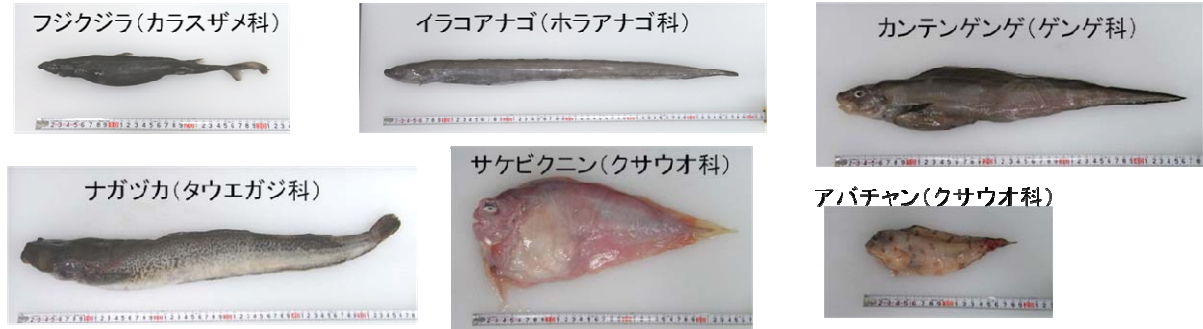 フジクジラ(カラスザメ科)
イラコアナゴ(ホラアナゴ科)
カンテンゲンゲ(ゲンゲ科)
ナガヅカ(タウエガジ科)
サケビクニン(クサウオ科)
アバチャン(クサウオ科)